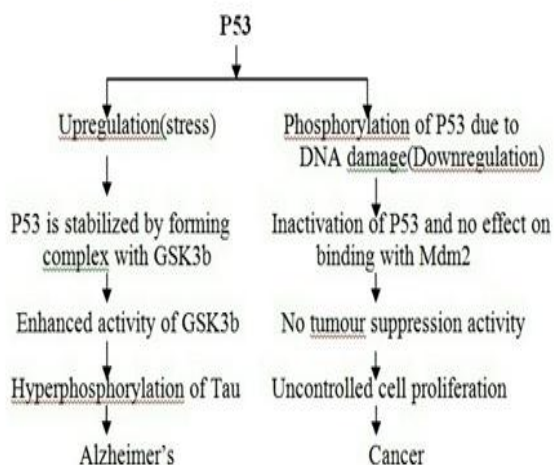 P53
Upregulation(stress)
Phosphorylation of P53 due to
DNA damage(Downregulation)
P53 is stabilized by forming
complex with GSK3b
Inactivation of P53 and no effect on
binding with Mdm2
Enhanced activity of GSK3b
No tumour suppression activity
Hyperphosphorylation of Tau
Uncontrolled cell proliferation
Alzheimer's
Cancer